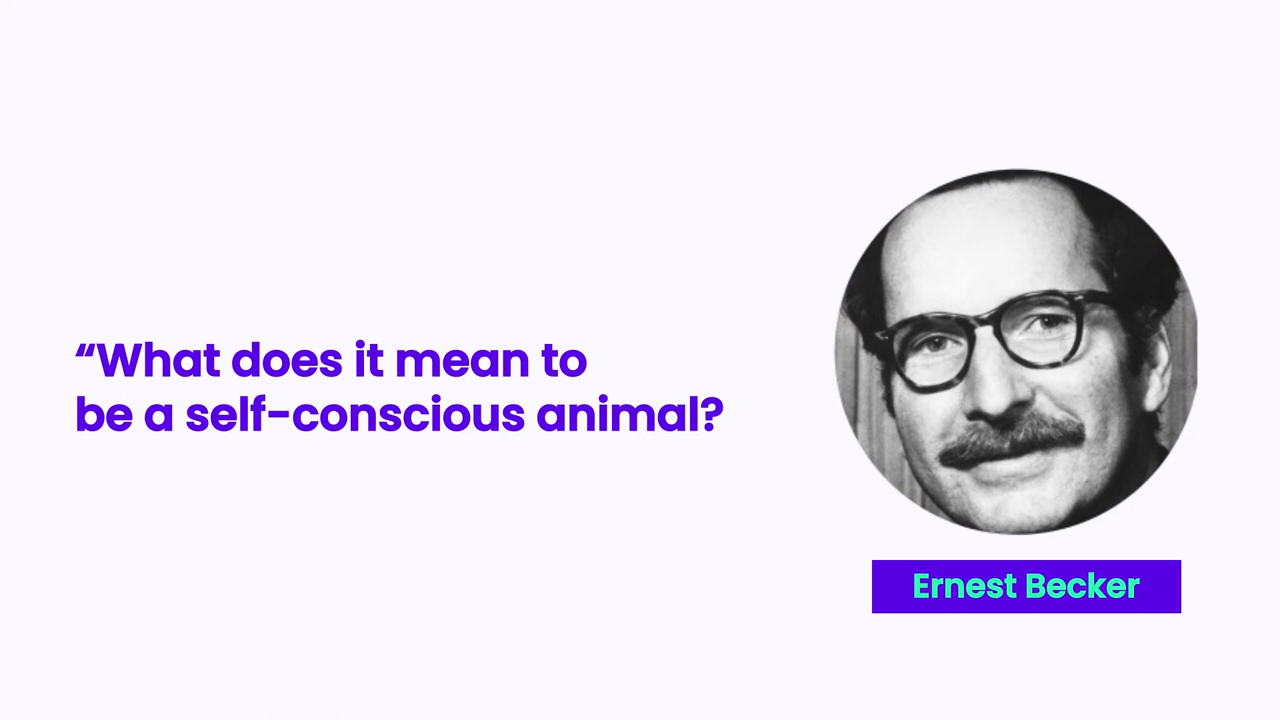 “What does it mean to
be a self-conscious animal?
Ernest Becker